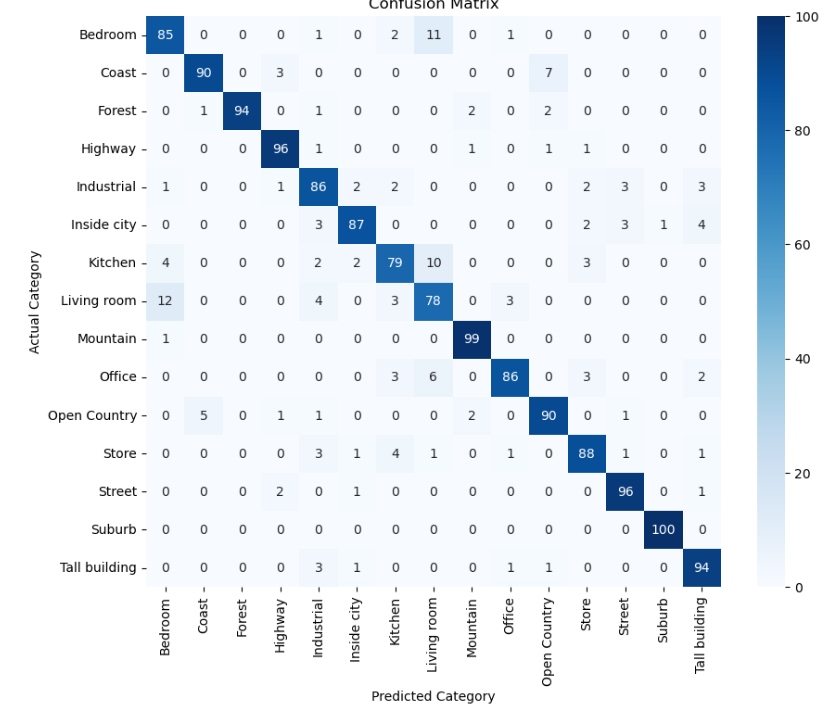 Confusion Matrix
Bedroom 85 0 0 0 1 0 2 11 0 1 0 0 0 0 0
Coast 0 90 0 3 0 0 0 0 0 0 7 0 0 0 0
Forest 0 1 94 0 1 0 0 0 2 0 2 0 0 0 0
Highway 0 0 0 96 1 0 0 0 1 0 1 1 0 0 0
Industrial 1 0 0 1 86 2 2 0 0 0 0 2 3 0 3
Inside city 0 0 0 0 3 87 0 0 0 0 0 2 3 1 4
Kitchen 4 0 0 0 2 2 79 10 0 0 0 3 0 0 0
Living room 12 0 0 0 4 0 3 78 0 3 0 0 0 0 0
Mountain 1 0 0 0 0 0 0 0 99 0 0 0 0 0 0
Office 0 0 0 0 0 0 3 6 0 86 0 3 0 0 2
Open Country 0 5 0 1 1 0 0 0 2 0 90 0 1 0 0
Store 0 0 0 0 3 1 4 1 0 1 0 88 1 0 1
Street 0 0 0 2 0 1 0 0 0 0 0 0 96 0 1
Suburb 0 0 0 0 0 0 0 0 0 0 0 0 0 100 0
Tall building 0 0 0 0 3 1 0 0 0 1 1 0 0 0 94
Actual Category
Bedroom
Coast
Forest
Highway
Industrial
Inside city
Kitchen
Living room
Mountain
Office
Open Country
Store
Street
Suburb
Tall building
Predicted Category
100
80
60
40
20
0